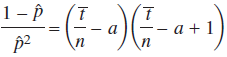 1 − p̂ / p̂² = (t̄ / n − a)(t̄ / n − a + 1)